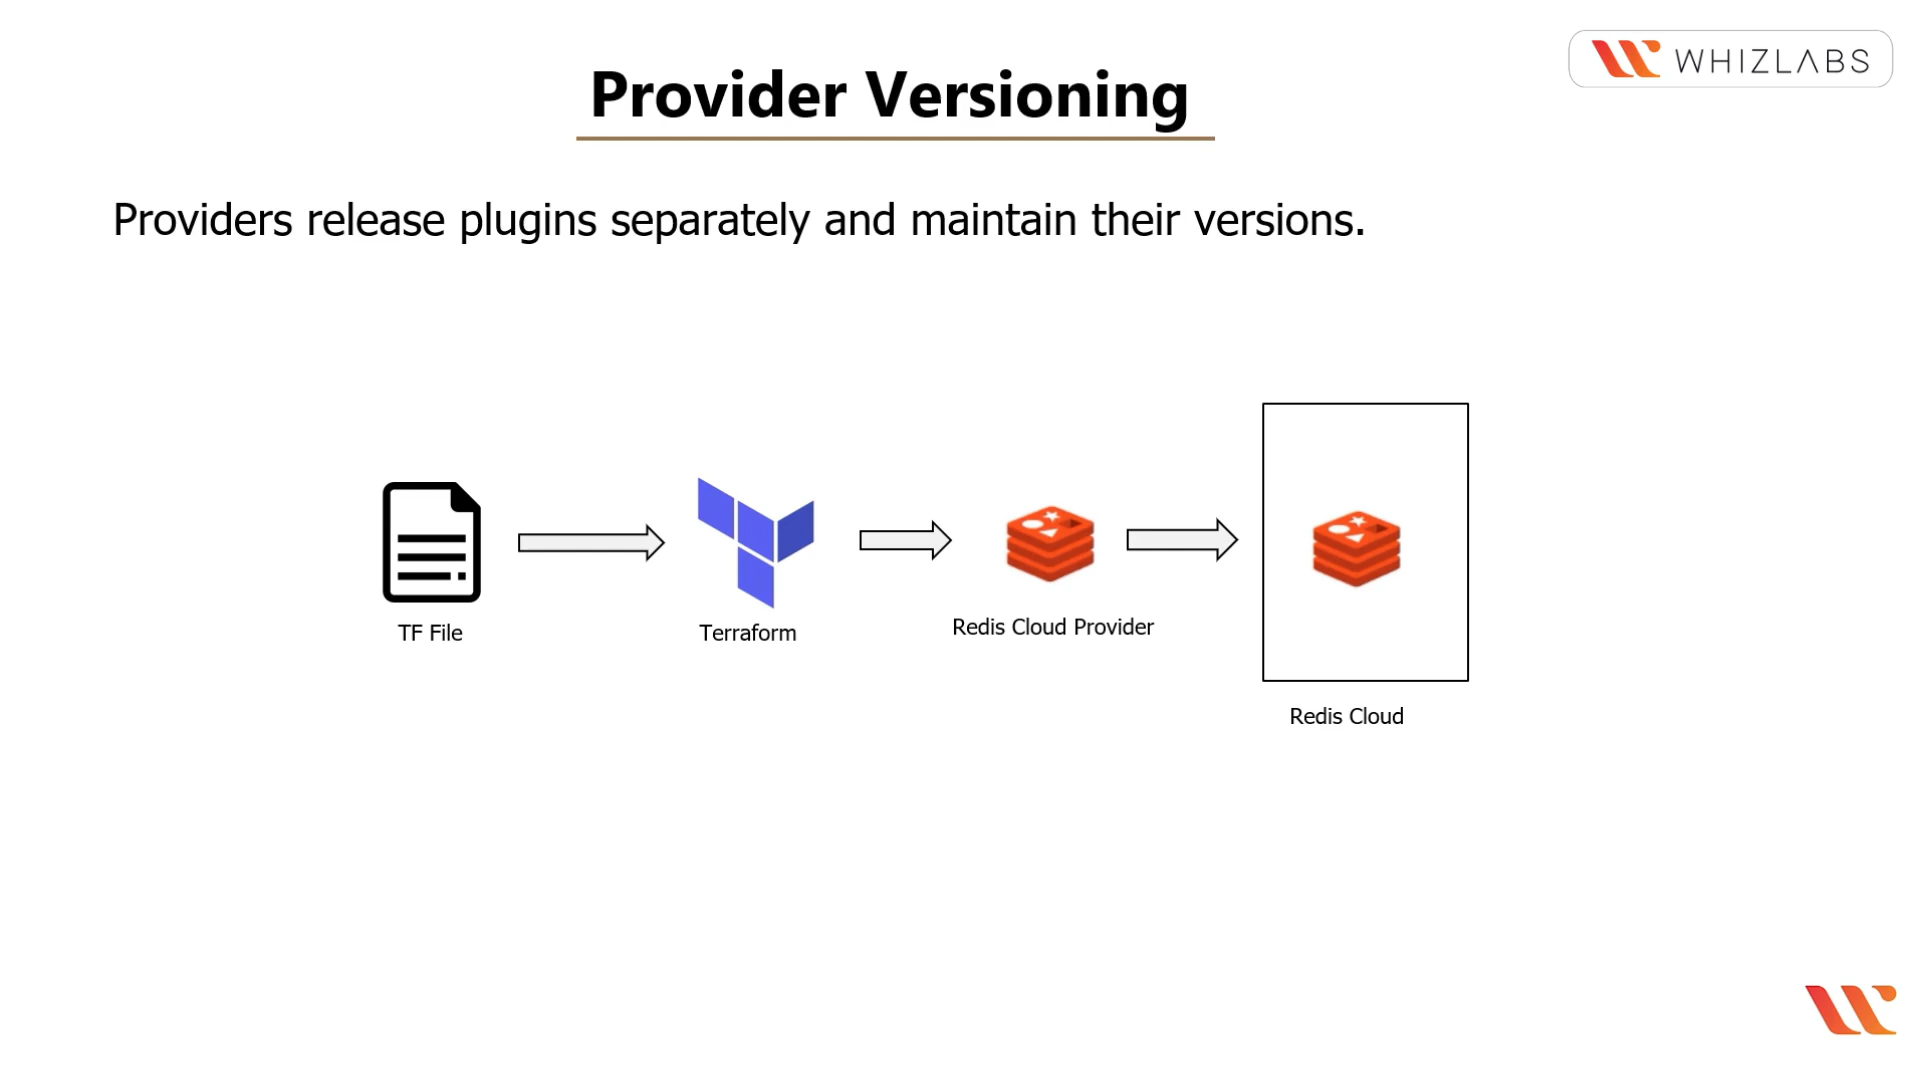 WHIZLABS
Provider Versioning
Providers release plugins separately and maintain their versions.
TF File
Terraform
Redis Cloud Provider
Redis Cloud